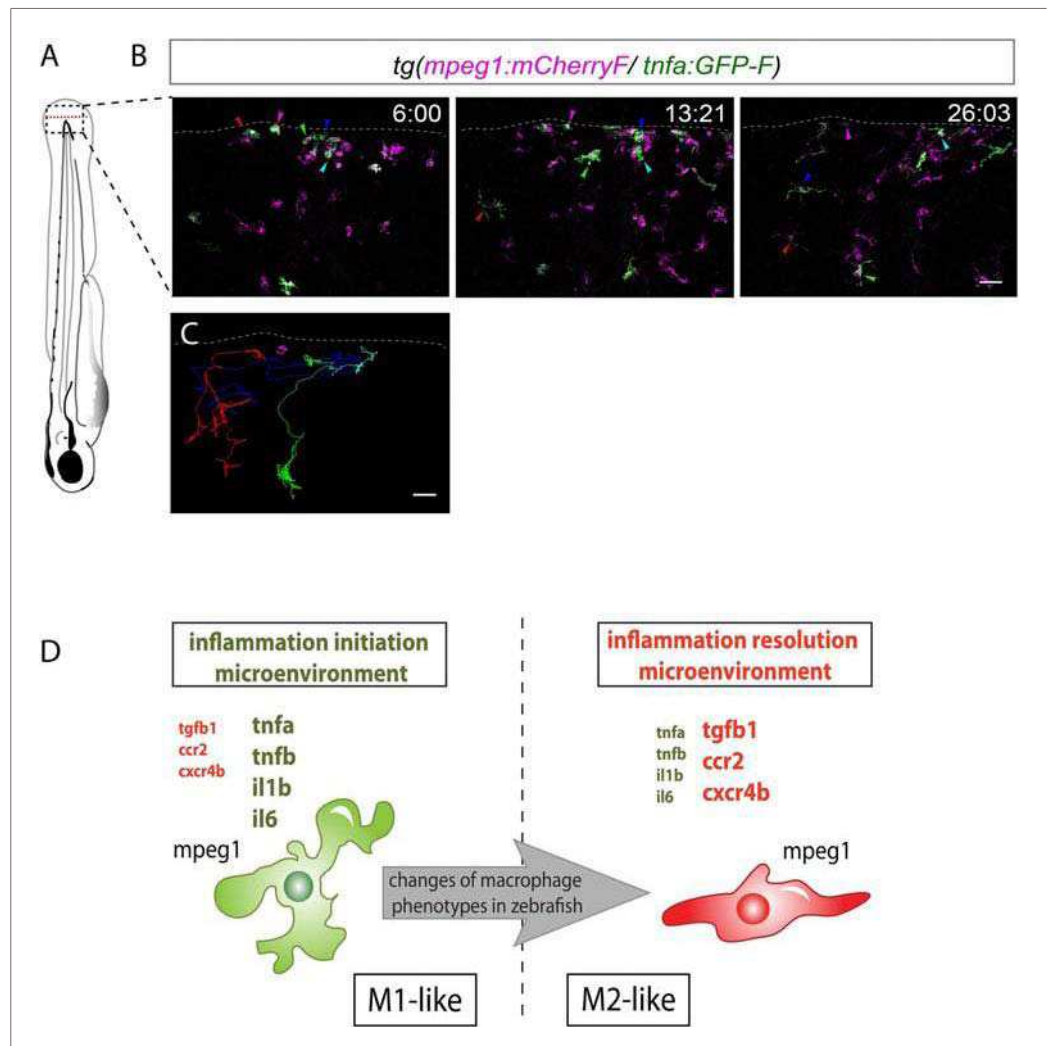 A
B
tg(mpeg1:mCherryF/ tnfa:GFP-F)
6:00
13:21
26:03
C
D
inflammation initiation
microenvironment
tgfb1
ccr2
cxcr4b
tnfa
tnfb
il1b
il6
mpeg1
changes of macrophage
phenotypes in zebrafish
M1-like
inflammation resolution
microenvironment
tnfa
tnfb
il1b
il6
tgfb1
ccr2
cxcr4b
mpeg1
M2-like